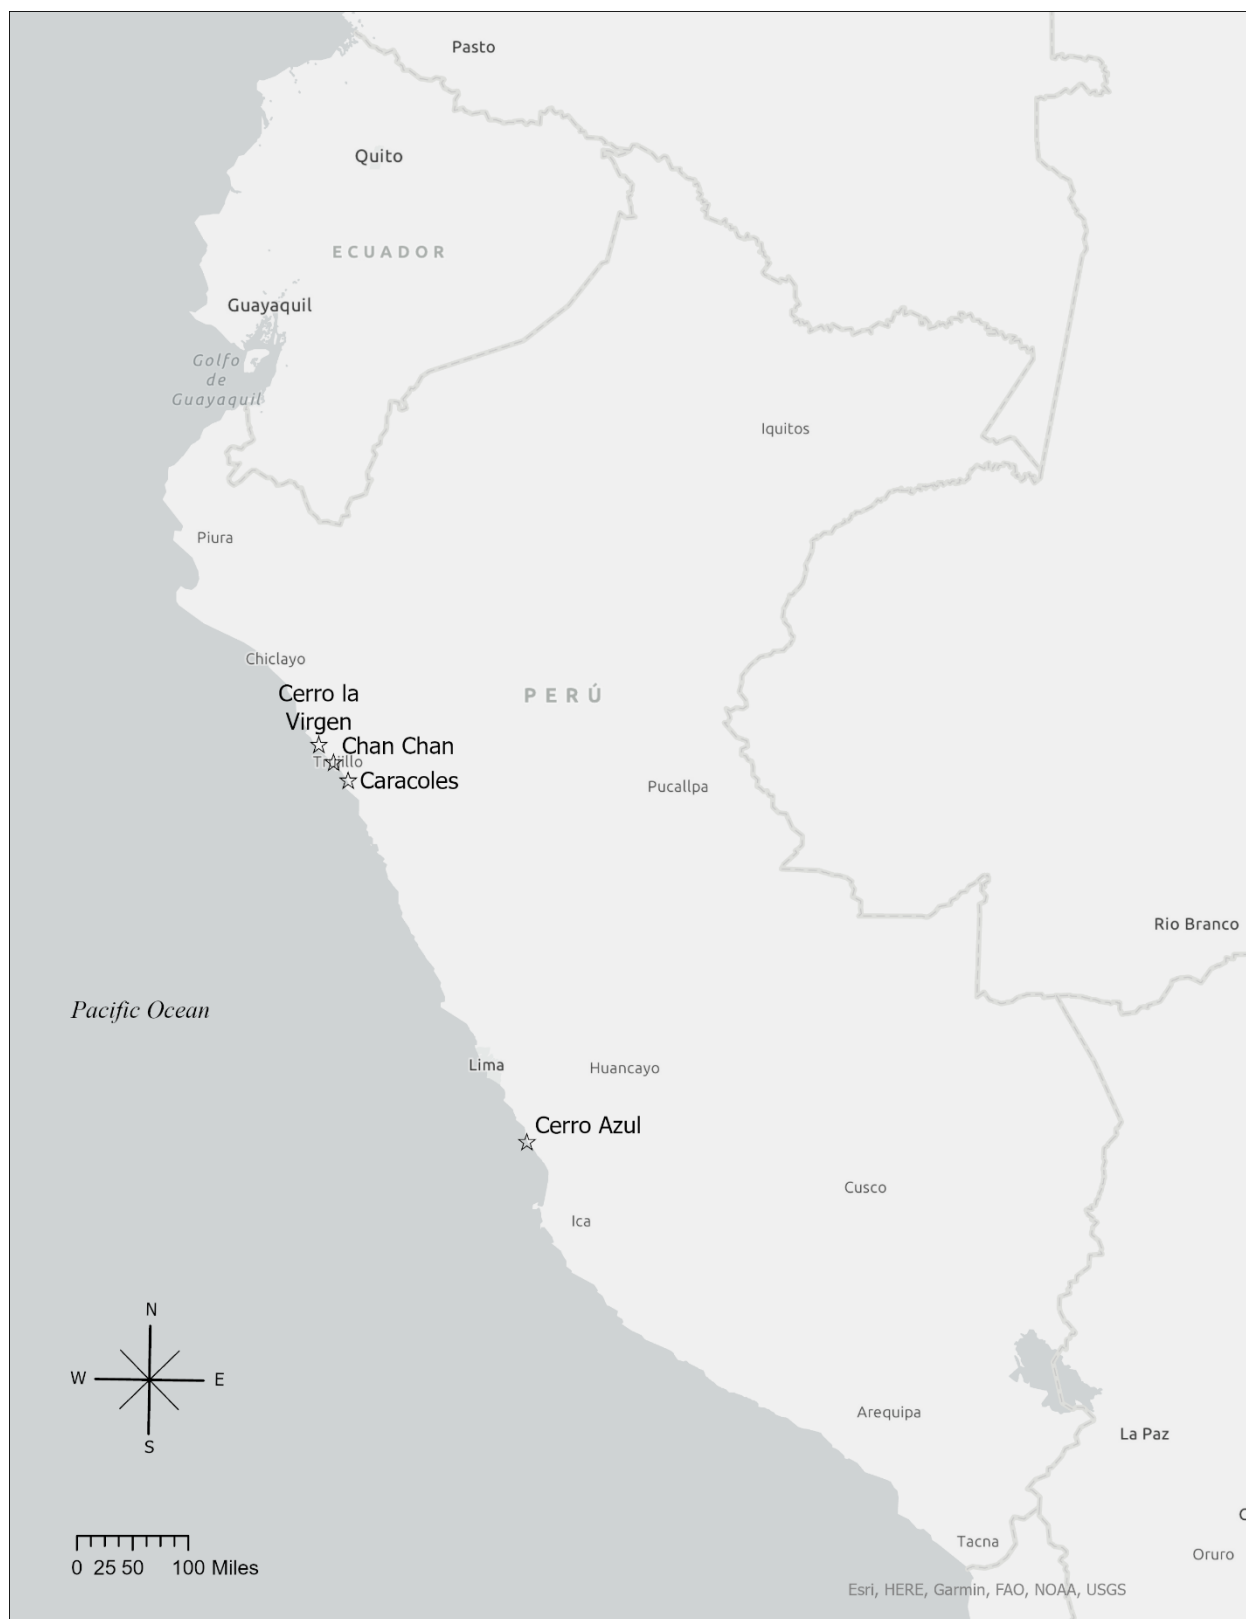 Pasto
Quito
ECUADOR
Guayaquil
Golfo
de
Guayaquil
Iquitos
Piura
Chiclayo
Cerro la
Virgen
PERÚ
Chan Chan
Trujillo
Caracoles
Pucallpa
Rio Branco
Pacific Ocean
Lima
Huancayo
Cerro Azul
Cusco
Ica
N
W
E
S
Arequipa
La Paz
Tacna
Oruro
0 25 50 100 Miles
Esri, HERE, Garmin, FAO, NOAA, USGS